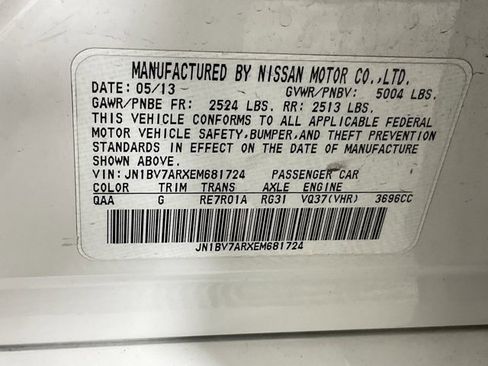 MANUFACTURED BY NISSAN MOTOR CO.,LTD.
DATE: 05/13 GVWR/PNBV: 5004 LBS.
GAWR/PNBE FR: 2524 LBS. RR: 2513 LBS.
THIS VEHICLE CONFORMS TO ALL APPLICABLE FEDERAL
MOTOR VEHICLE SAFETY,BUMPER,AND THEFT PREVENTION
STANDARDS IN EFFECT ON THE DATE OF MANUFACTURE
SHOWN ABOVE.
VIN: JN1BV7ARXEM681724 PASSENGER CAR
COLOR TRIM TRANS AXLE ENGINE
QAA G RE7R01A RG31 VQ37(VHR) 3696CC
JN1BV7ARXEM681724